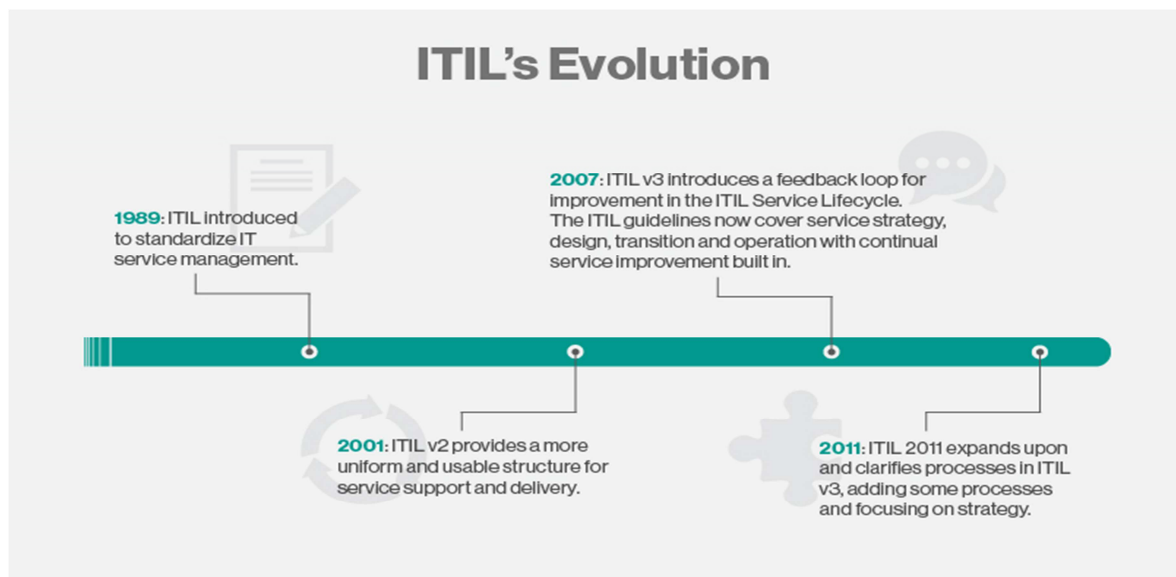 ITIL's Evolution
1989: ITIL introduced
to standardize IT
service management.
2007: ITIL v3 introduces a feedback loop for
improvement in the ITIL Service Lifecycle.
The ITIL guidelines now cover service strategy,
design, transition and operation with continual
service improvement built in.
2001: ITIL v2 provides a more
uniform and usable structure for
service support and delivery.
2011: ITIL 2011 expands upon
and clarifies processes in ITIL
v3, adding some processes
and focusing on strategy.